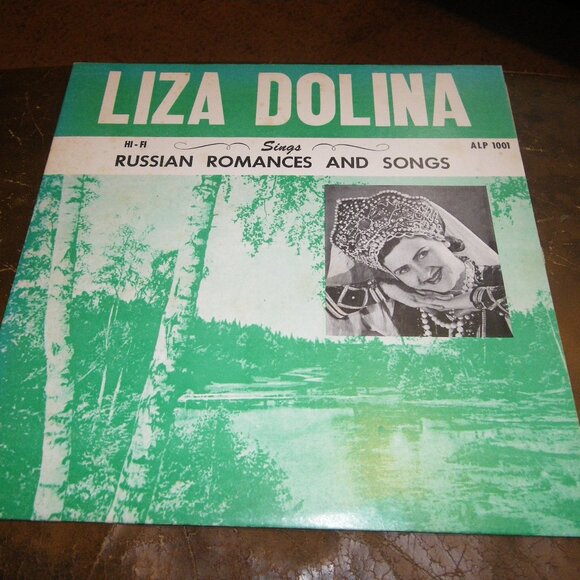 LIZA DOLINA
HI-FI Sings ALP 1001
RUSSIAN ROMANCES AND SONGS